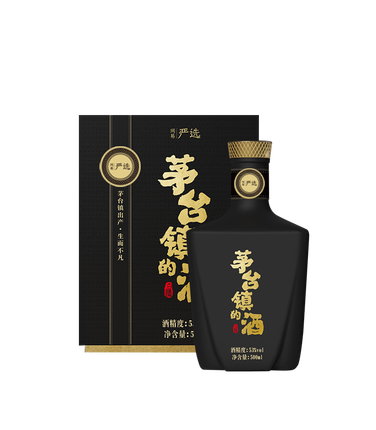 严选
严选
茅台镇出产·生而不凡
茅台镇
的酒
酒精度:5
净含量:5
严选
茅台镇
的酒
酒精度:53%vol
净含量:500ml